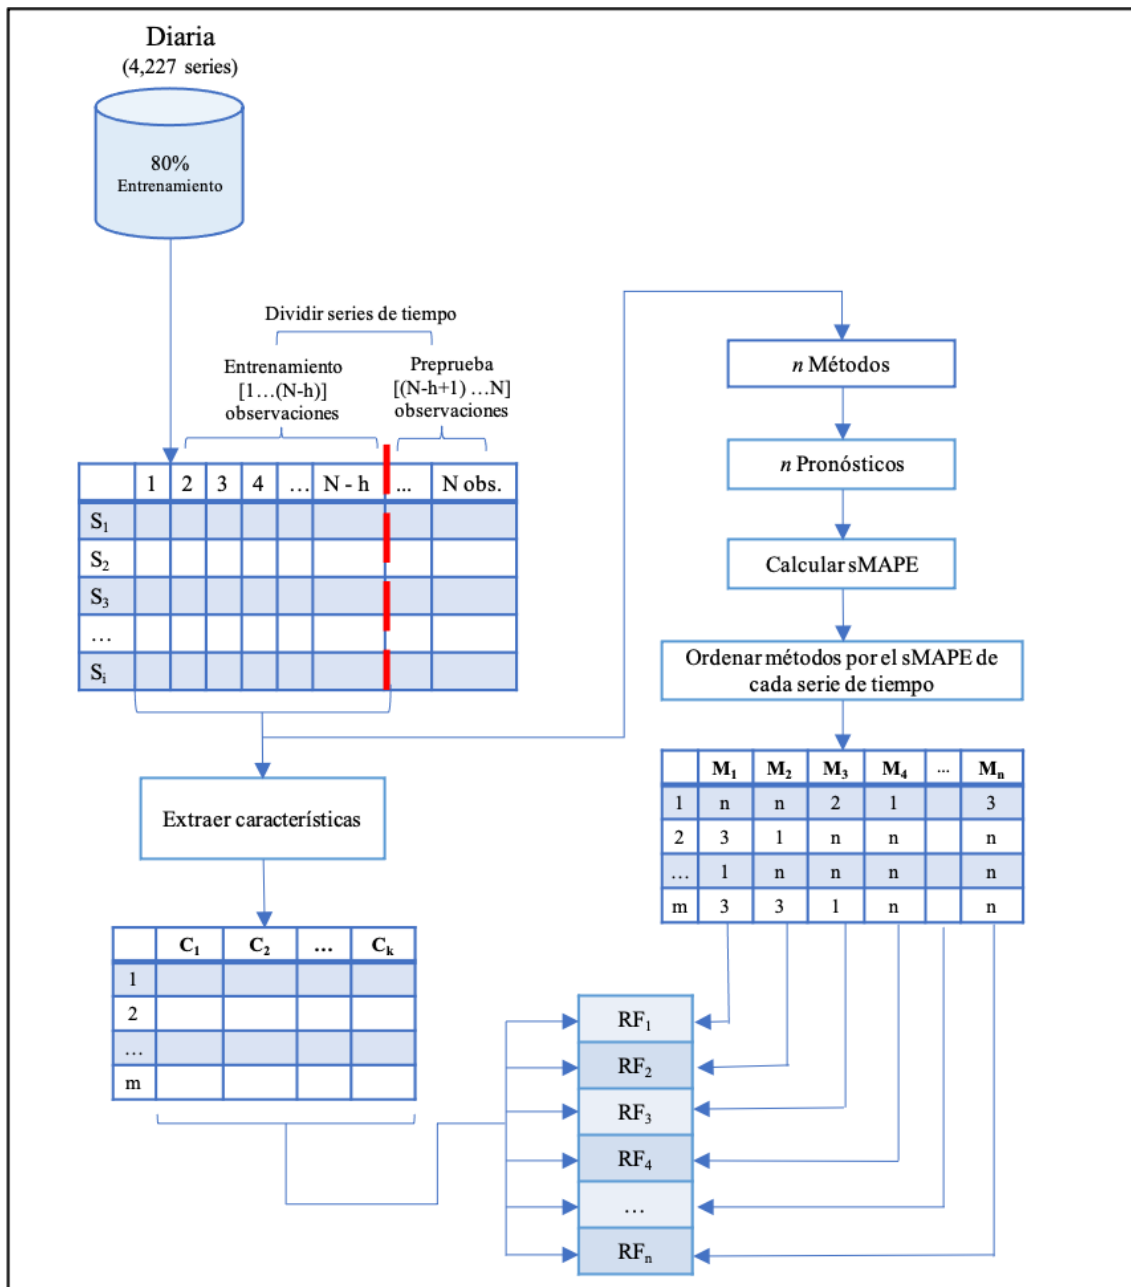 Diaria
(4,227 series)
80%
Entrenamiento
Dividir series de tiempo
Entrenamiento
[1...(N-h)]
observaciones
Preprueba
[(N-h+1) ...N]
observaciones
1 2 3 4 ... N - h ... N obs.
S1
S2
S3
...
Si
n Métodos
n Pronósticos
Calcular sMAPE
Ordenar métodos por el sMAPE de
cada serie de tiempo
M1 M2 M3 M4 ... Mn
1 n n 2 1 3
2 3 1 n n n
... 1 n n n n
m 3 3 1 n n
Extraer característícas
C1 C2 ... Ck
1
2
...
m
RF1
RF2
RF3
RF4
...
RFn